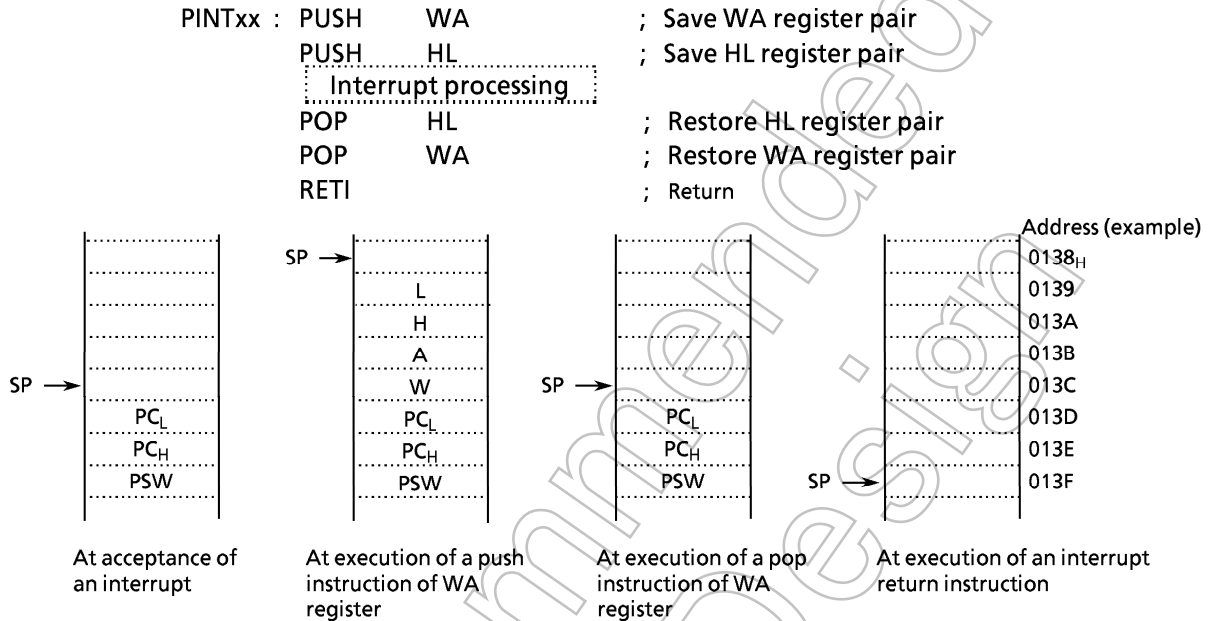 PINTxx : PUSH WA ; Save WA register pair
PUSH HL ; Save HL register pair
Interrupt processing
POP HL ; Restore HL register pair
POP WA ; Restore WA register pair
RETI ; Return
Address (example)
SP 0138H
L 0139
H 013A
A 013B
SP W SP 013C
PCL PCL PCL 013D
PCH PCH PCH 013E
PSW PSW PSW SP 013F
At acceptance of
an interrupt
At execution of a push
instruction of WA
register
At execution of a pop
instruction of WA
register
At execution of an interrupt
return instruction
mmended
Design